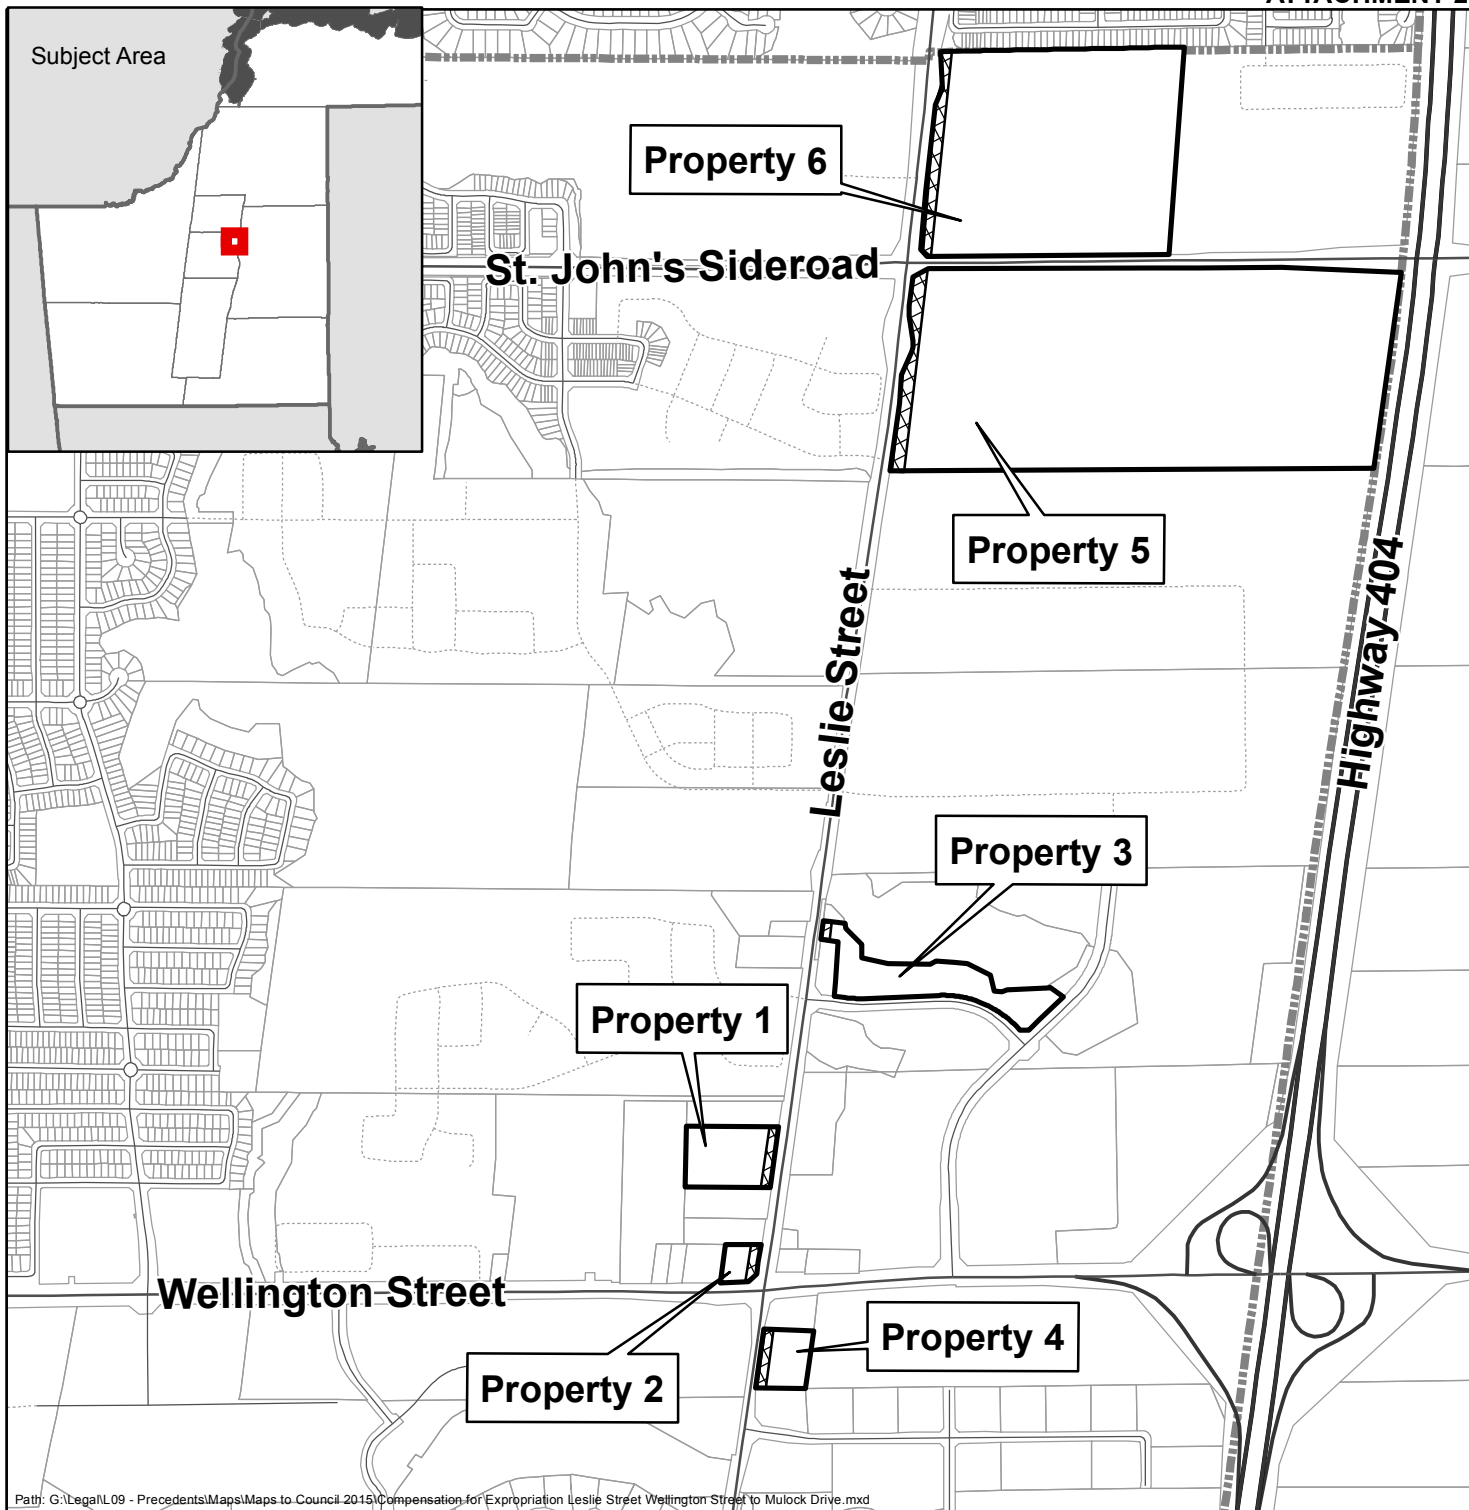 ATTACHMENT 2
Subject Area
Property 6
St. John's Sideroad
Property 5
Leslie Street
Highway 404
Property 3
Property 1
Wellington Street
Property 4
Property 2
Path: G:\Legal\L09 - Precedents\Maps\Maps to Council 2015\Compensation for Expropriation Leslie Street Wellington Street to Mulock Drive.mxd